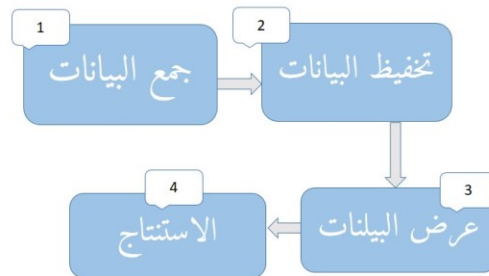 1
جمع البيانات
2
تخفيظ البيانات
3
عرض البيلنات
4
الاستنتاج